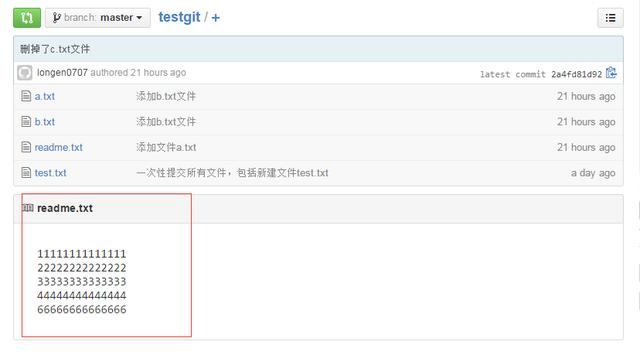 branch: master testgit / +
删掉了c.txt文件
longen0707 authored 21 hours ago latest commit 2a4fd81d92
a.txt 添加b.txt文件 21 hours ago
b.txt 添加b.txt文件 21 hours ago
readme.txt 添加文件a.txt 21 hours ago
test.txt 一次性提交所有文件，包括新建文件test.txt a day ago
readme.txt
11111111111111
22222222222222
33333333333333
44444444444444
66666666666666